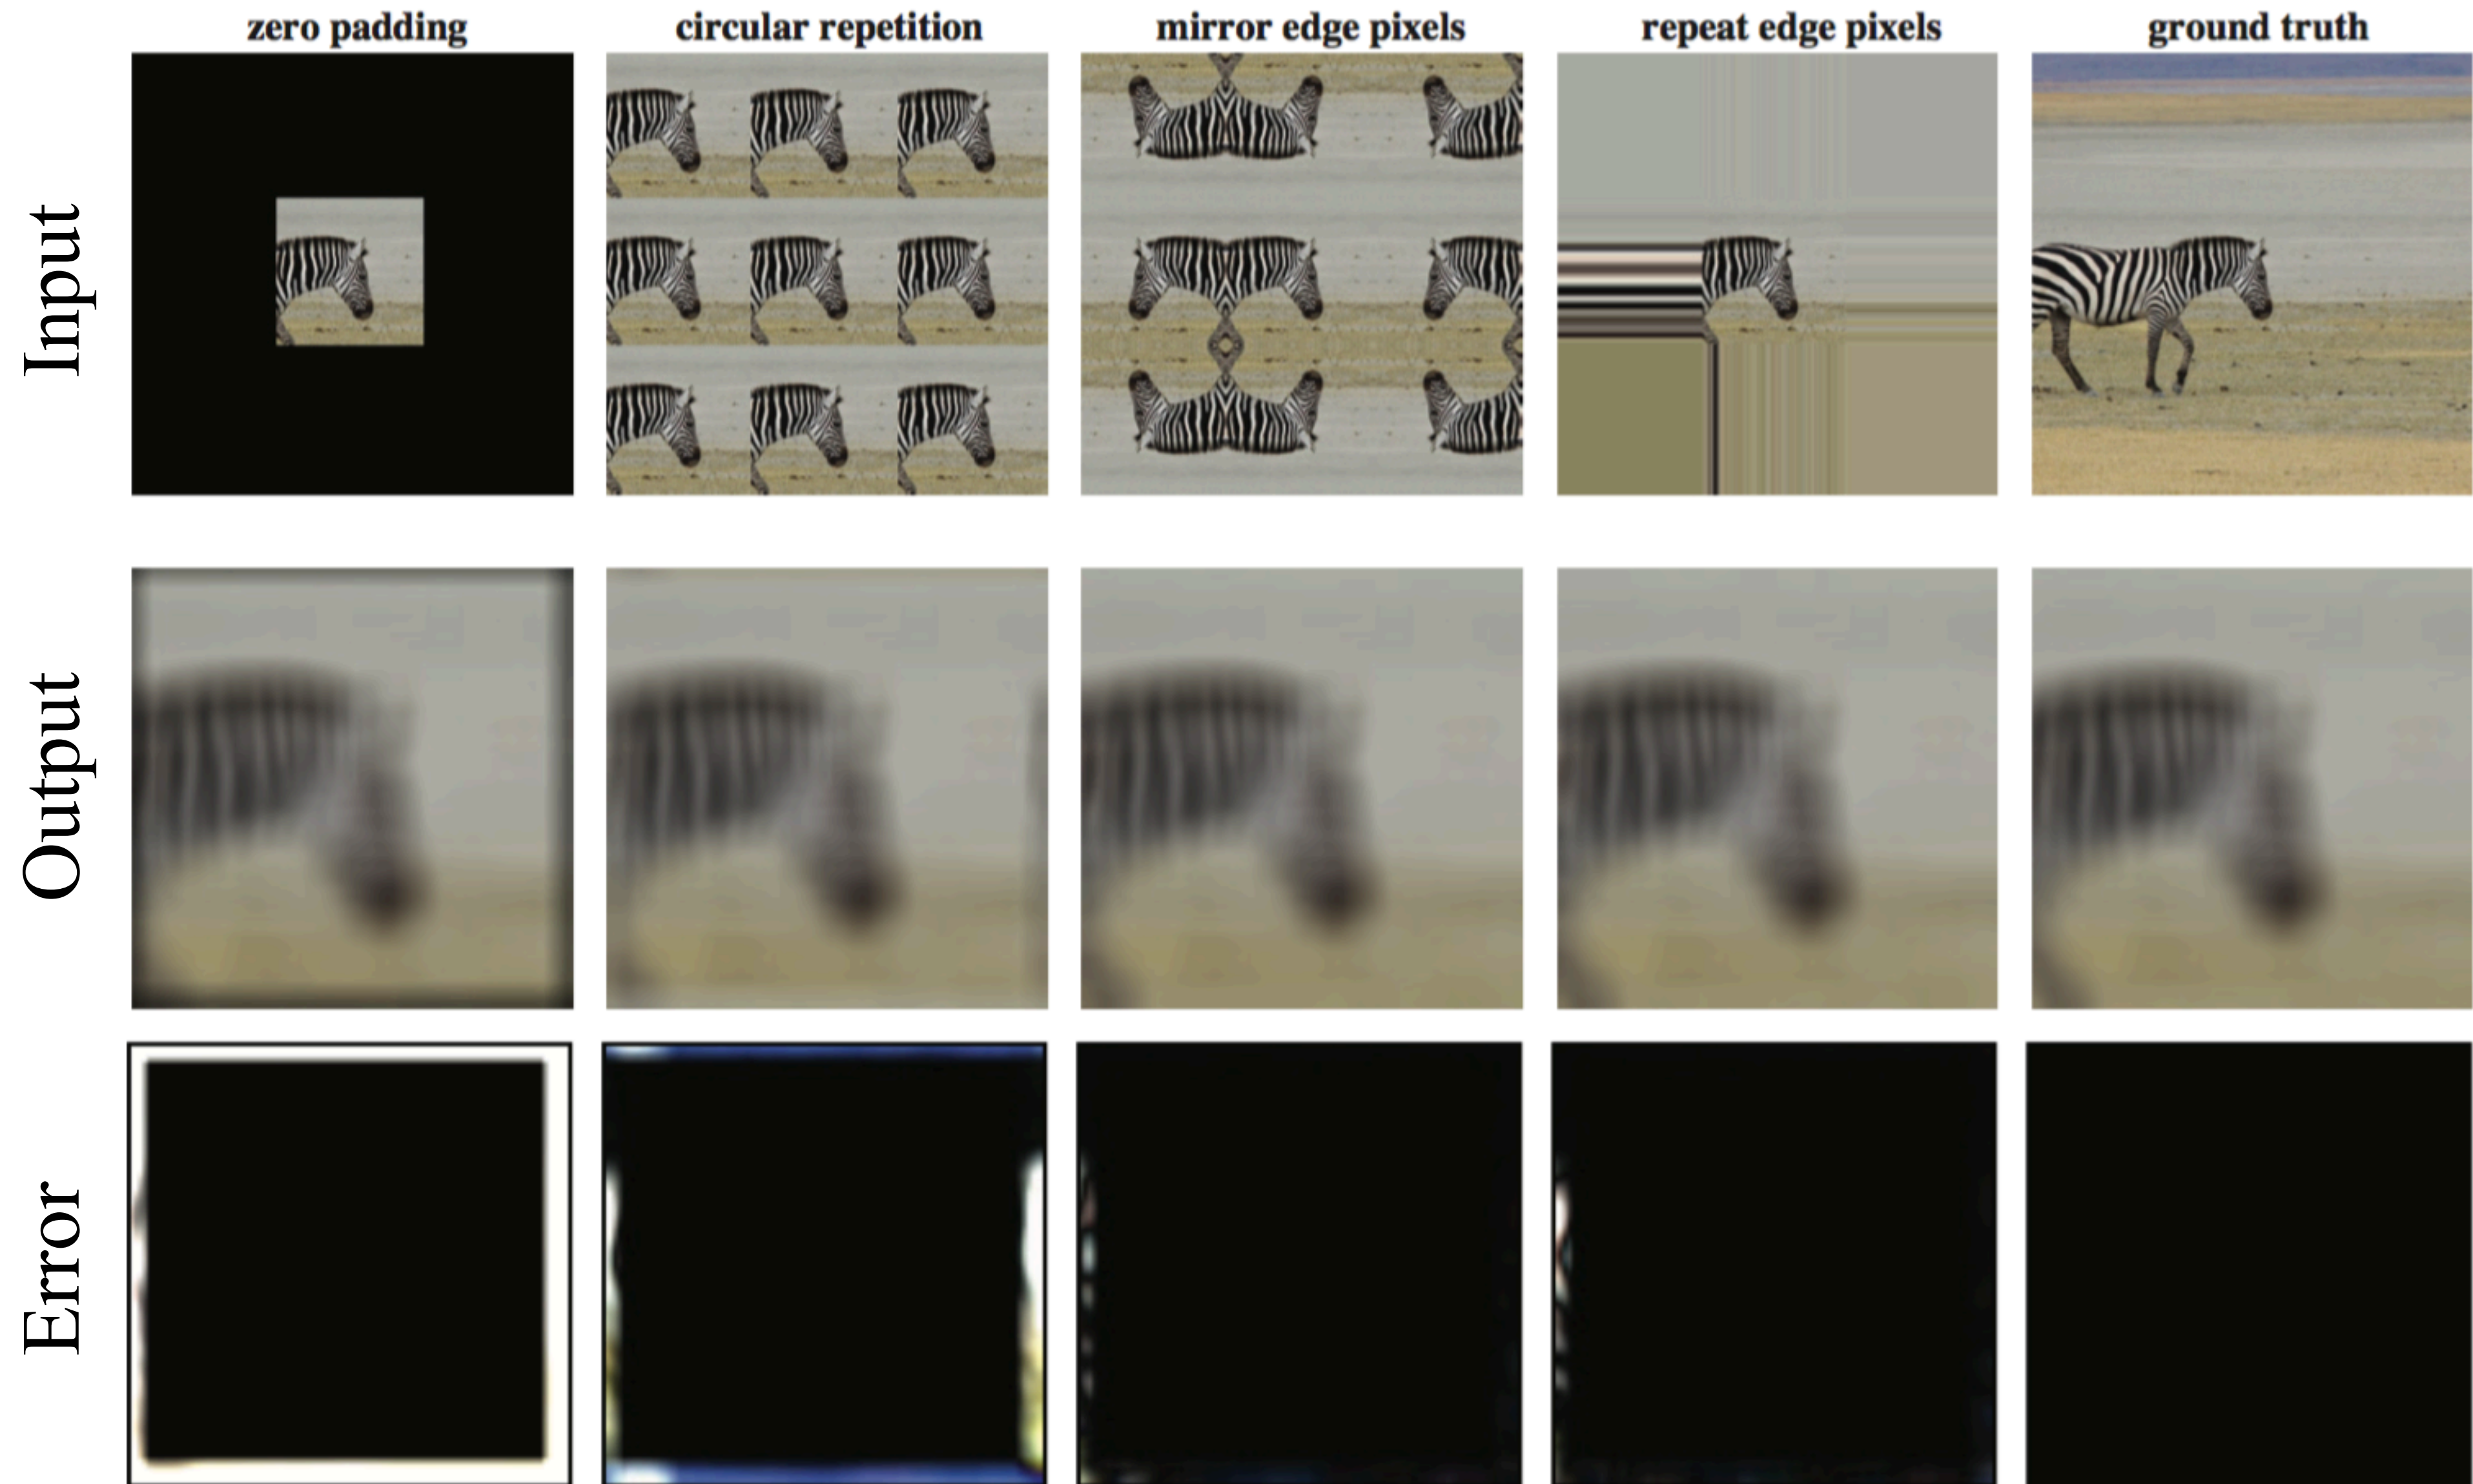 zero padding
circular repetition
mirror edge pixels
repeat edge pixels
ground truth
Input
Output
Error